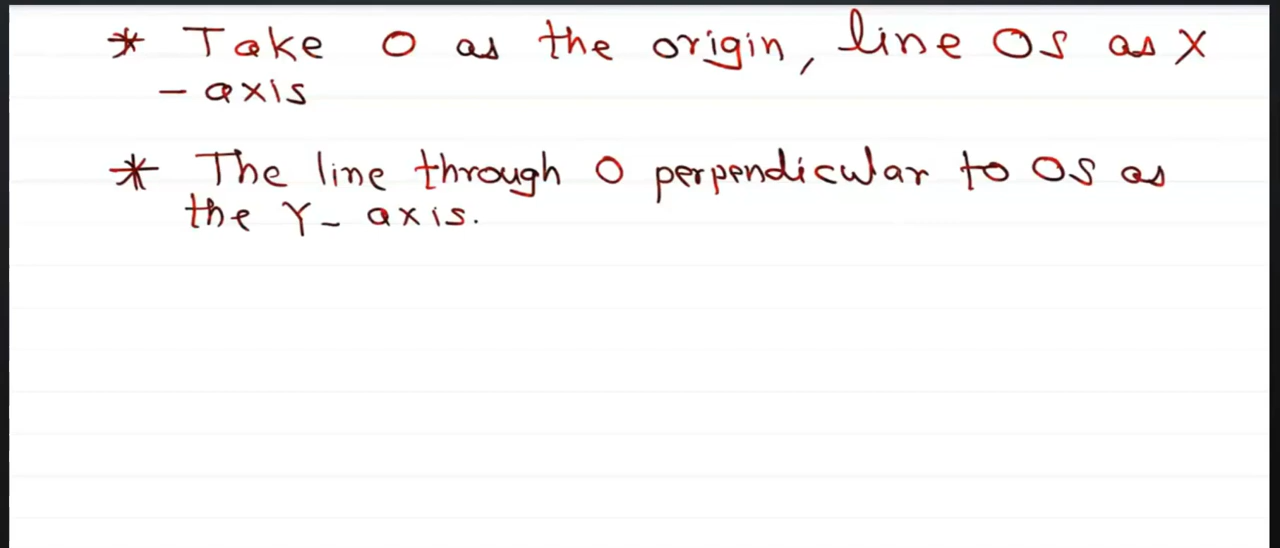 * Take O as the origin, line OS as X
- axis
* The line through O perpendicular to OS as
the Y- axis.